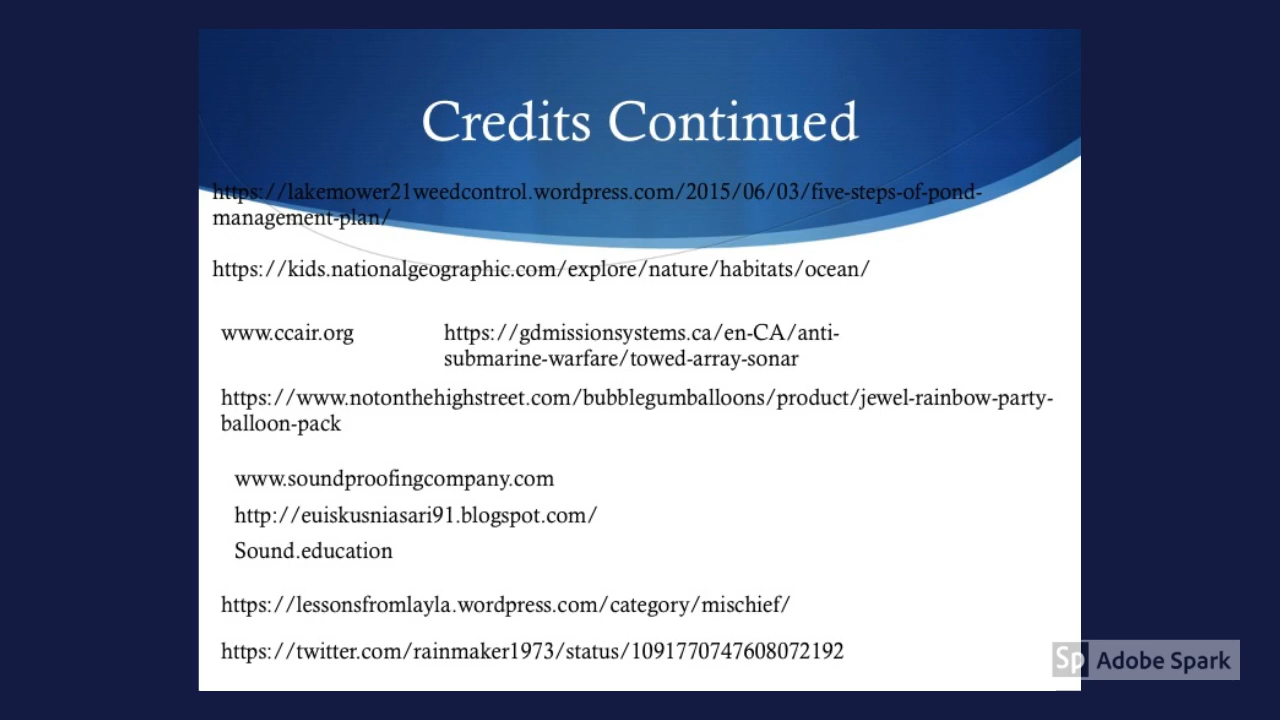 Credits Continued
https://lakemower21weedcontrol.wordpress.com/2015/06/03/five-steps-of-pond-
management-plan/
https://kids.nationalgeographic.com/explore/nature/habitats/ocean/
www.ccair.org
https://gdmissionsystems.ca/en-CA/anti-
submarine-warfare/towed-array-sonar
https://www.notonthehighstreet.com/bubblegumballoons/product/jewel-rainbow-party-
balloon-pack
www.soundproofingcompany.com
http://euiskusniasari91.blogspot.com/
Sound.education
https://lessonsfromlayla.wordpress.com/category/mischief/
https://twitter.com/rainmaker1973/status/1091770747608072192
Sp Adobe Spark